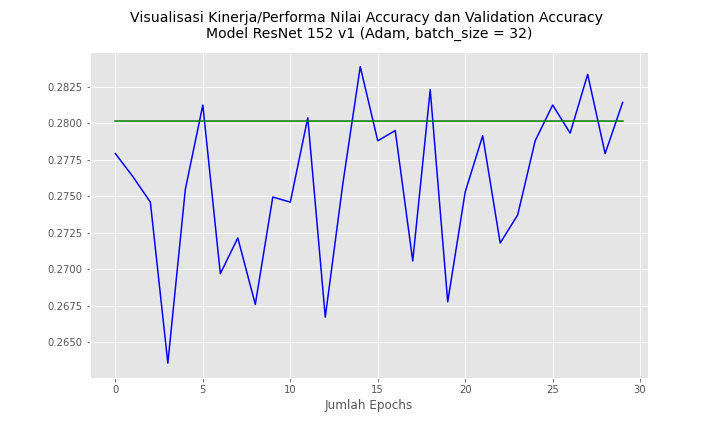 Visualisasi Kinerja/Performa Nilai Accuracy dan Validation Accuracy
Model ResNet 152 v1 (Adam, batch_size = 32)
0.2825
0.2800
0.2775
0.2750
0.2725
0.2700
0.2675
0.2650
0 5 10 15 20 25 30
Jumlah Epochs